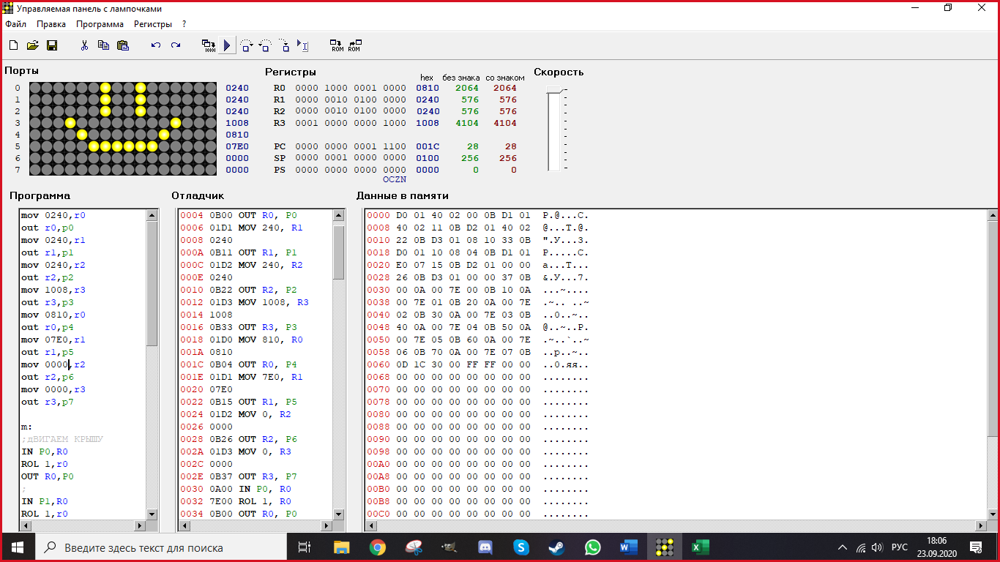 Управляемая панель с лампочками
Файл Правка Программа Регистры ?
101 ROM ROM
Порты Регистры hex без знака со знаком Скорость
0 0240 R0 0000 1000 0001 0000 0810 2064 2064
1 0240 R1 0000 0010 0100 0000 0240 576 576
2 0240 R2 0000 0010 0100 0000 0240 576 576
3 1008 R3 0001 0000 0000 1000 1008 4104 4104
4 0810
5 07E0 PC 0000 0000 0001 1100 001C 28 28
6 0000 SP 0000 0001 0000 0000 0100 256 256
7 0000 PS 0000 0000 0000 0000 0000 0 0
OCZN
Программа
mov 0240,r0
out r0,p0
mov 0240,r1
out r1,p1
mov 0240,r2
out r2,p2
mov 1008,r3
out r3,p3
mov 0810,r0
out r0,p4
mov 07E0,r1
out r1,p5
mov 0000,r2
out r2,p6
mov 0000,r3
out r3,p7
m:
;дВИГАЕМ КРЫШУ
IN P0,R0
ROL 1,r0
OUT R0,P0
;
IN P1,R0
ROL 1,r0
Отладчик
0004 0B00 OUT R0, P0
0006 01D1 MOV 240, R1
0008 0240
000A 0B11 OUT R1, P1
000C 01D2 MOV 240, R2
000E 0240
0010 0B22 OUT R2, P2
0012 01D3 MOV 1008, R3
0014 1008
0016 0B33 OUT R3, P3
0018 01D0 MOV 810, R0
001A 0810
001C 0B04 OUT R0, P4
001E 01D1 MOV 7E0, R1
0020 07E0
0022 0B15 OUT R1, P5
0024 01D2 MOV 0, R2
0026 0000
0028 0B26 OUT R2, P6
002A 01D3 MOV 0, R3
002C 0000
002E 0B37 OUT R3, P7
0030 0A00 IN P0, R0
0032 7E00 ROL 1, R0
0034 0B00 OUT R0, P0
Данные в памяти
0000 D0 01 40 02 00 0B D1 01 Р.@...С.
0008 40 02 11 0B D2 01 40 02 @...Т.@.
0010 22 0B D3 01 08 10 33 0B ".У...3.
0018 D0 01 10 08 04 0B D1 01 Р.....С.
0020 E0 07 15 0B D2 01 00 00 а...Т...
0028 26 0B D3 01 00 00 37 0B &.У...7.
0030 00 0A 00 7E 00 0B 10 0A ...~....
0038 00 7E 01 0B 20 0A 00 7E .~.. ..~
0040 02 0B 30 0A 00 7E 03 0B ..0..~..
0048 40 0A 00 7E 04 0B 50 0A @..~..P.
0050 00 7E 05 0B 60 0A 00 7E .~..`..~
0058 06 0B 70 0A 00 7E 07 0B ..p..~..
0060 0D 1C 30 00 FF FF 00 00 ..0.яя..
0068 00 00 00 00 00 00 00 00 ........
0070 00 00 00 00 00 00 00 00 ........
0078 00 00 00 00 00 00 00 00 ........
0080 00 00 00 00 00 00 00 00 ........
0088 00 00 00 00 00 00 00 00 ........
0090 00 00 00 00 00 00 00 00 ........
0098 00 00 00 00 00 00 00 00 ........
00A0 00 00 00 00 00 00 00 00 ........
00A8 00 00 00 00 00 00 00 00 ........
00B0 00 00 00 00 00 00 00 00 ........
00B8 00 00 00 00 00 00 00 00 ........
00C0 00 00 00 00 00 00 00 00 ........
Введите здесь текст для поиска
РУС
18:06
23.09.2020